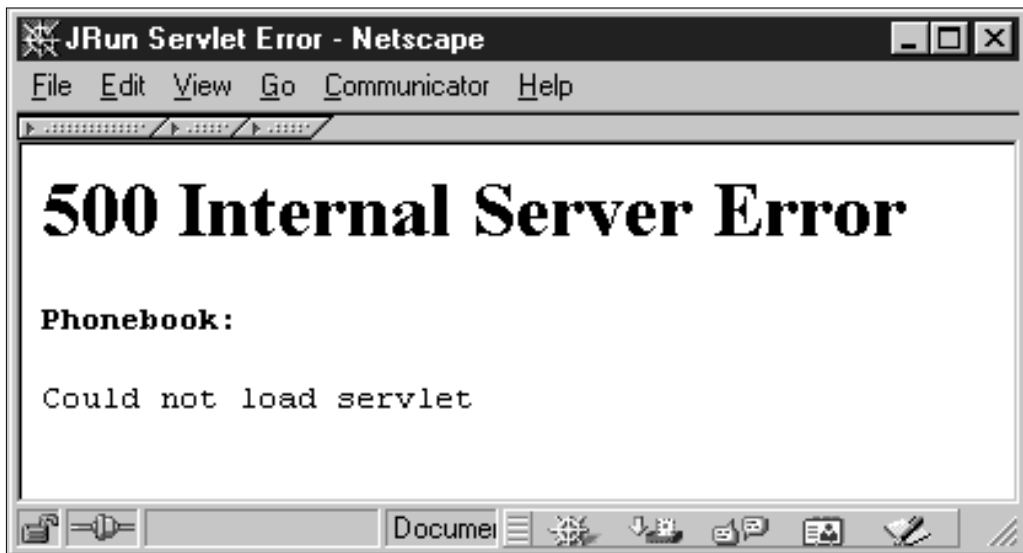 JRun Servlet Error - Netscape
File Edit View Go Communicator Help
500 Internal Server Error
Phonebook:
Could not load servlet
Documei